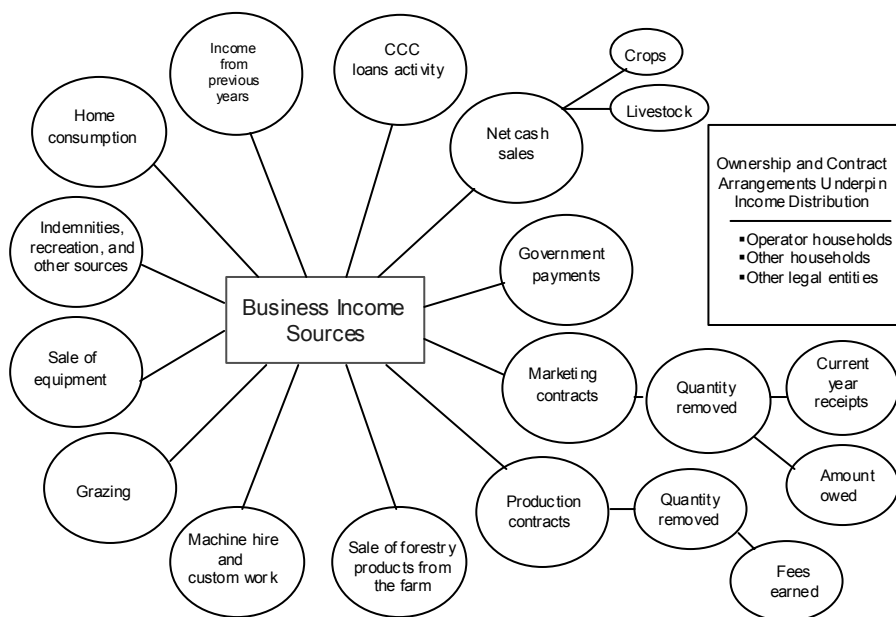 Income
from
previous
years
CCC
loans activity
Crops
Livestock
Net cash
sales
Home
consumption
Ownership and Contract
Arrangements Underpin
Income Distribution
▪Operator households
▪Other households
▪Other legal entities
Indemnities,
recreation, and
other sources
Government
payments
Business Income
Sources
Sale of
equipment
Marketing
contracts
Quantity
removed
Current
year
receipts
Amount
owed
Grazing
Production
contracts
Quantity
removed
Machine hire
and
custom work
Sale of forestry
products from
the farm
Fees
earned